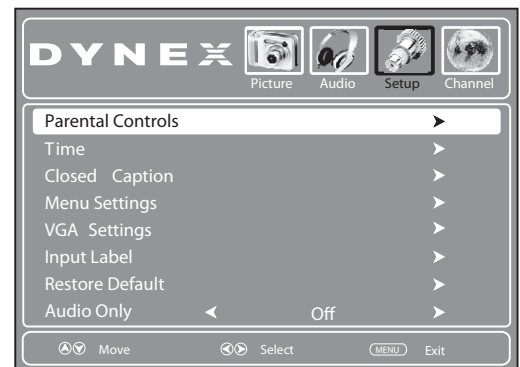 DYNEX
Picture Audio Setup Channel
Parental Controls
Time
Closed Caption
Menu Settings
VGA Settings
Input Label
Restore Default
Audio Only Off
Move Select MENU Exit